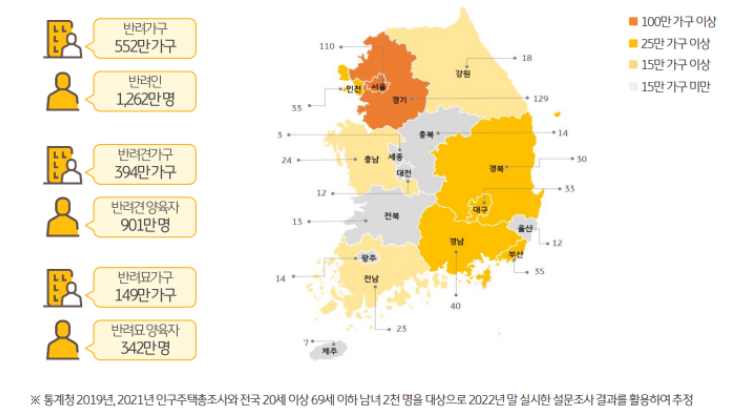 반려가구
552만 가구
반려인
1,262만 명
반려견가구
394만 가구
반려견 양육자
901만 명
반려묘가구
149만 가구
반려묘 양육자
342만 명
100만 가구 이상
25만 가구 이상
15만 가구 이상
15만 가구 미만
110
강원
18
인천
서울
경기
129
35
5
충북
14
24
충남
세종
대전
경북
50
12
대구
55
15
전북
울산
12
경남
부산
35
광주
14
전남
40
23
7
제주
※ 통계청 2019년, 2021년 인구주택총조사와 전국 20세 이상 69세 이하 남녀 2천 명을 대상으로 2022년 말 실시한 설문조사 결과를 활용하여 추정